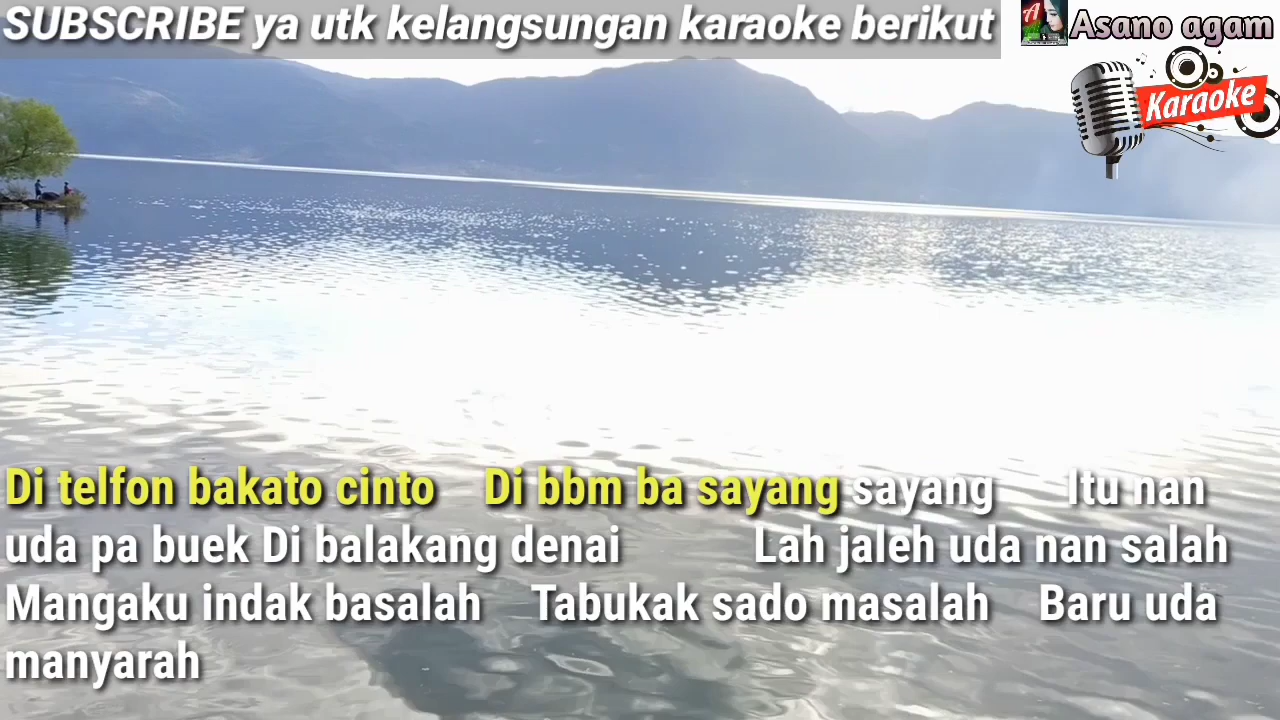 SUBSCRIBE ya utk kelangsungan karaoke berikut
Asano agam
Karaoke
Di telfon bakato cinto Di bbm ba sayang sayang Itu nan
uda pa buek Di balakang denai Lah jaleh uda nan salah
Mangaku indak basalah Tabukak sado masalah Baru uda
manyarah